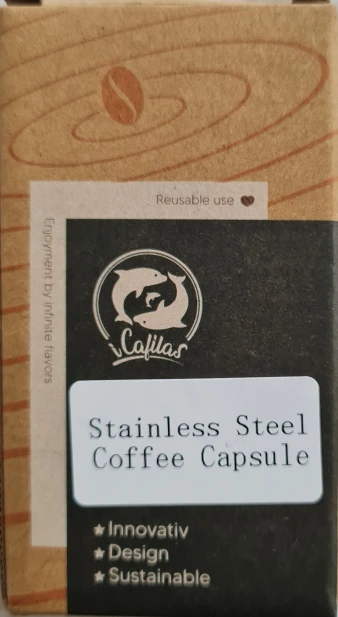 Reusable use
Enjoyment by infinite flavors
iCafilas
Stainless Steel
Coffee Capsule
Innovativ
Design
Sustainable